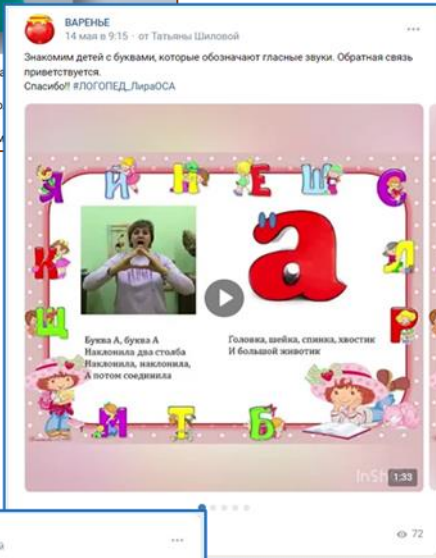 ВАРЕНЬЕ
14 мая в 9:15 · от Татьяны Шиловой
Знакомим детей с буквами, которые обозначают гласные звуки. Обратная связь
приветствуется.
Спасибо!! #ЛОГОПЕД_ЛираОСА
Я Й Н Е Ш С
К а Л
Буква А, буква А
Наклонила два столба
Наклонила, наклонила,
А потом соединила
Головка, шейка, спинка, хвостик
И большой животик
Щ Р
И Т Б
InSh
1:33
72